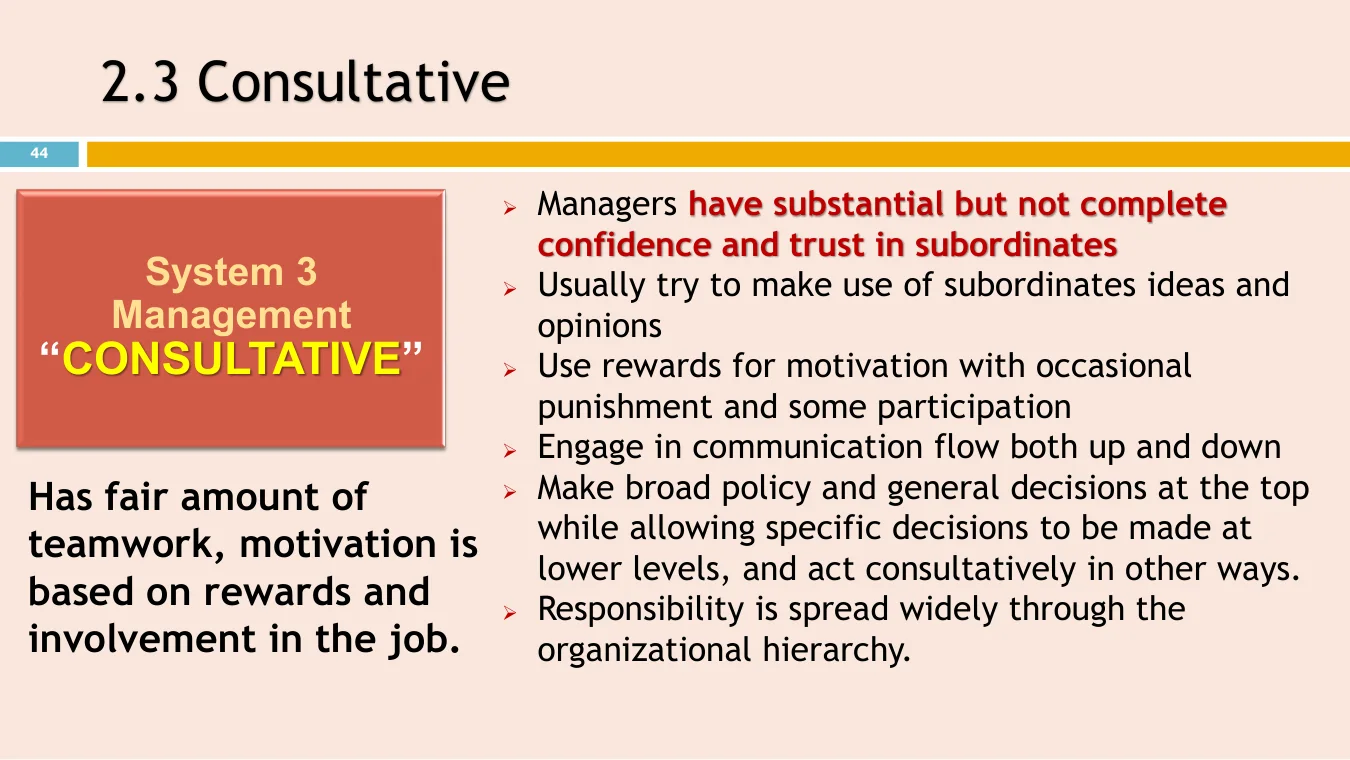 2.3 Consultative
44
System 3
Management
“CONSULTATIVE”
Has fair amount of
teamwork, motivation is
based on rewards and
involvement in the job.
➢ Managers have substantial but not complete
confidence and trust in subordinates
➢ Usually try to make use of subordinates ideas and
opinions
➢ Use rewards for motivation with occasional
punishment and some participation
➢ Engage in communication flow both up and down
➢ Make broad policy and general decisions at the top
while allowing specific decisions to be made at
lower levels, and act consultatively in other ways.
➢ Responsibility is spread widely through the
organizational hierarchy.